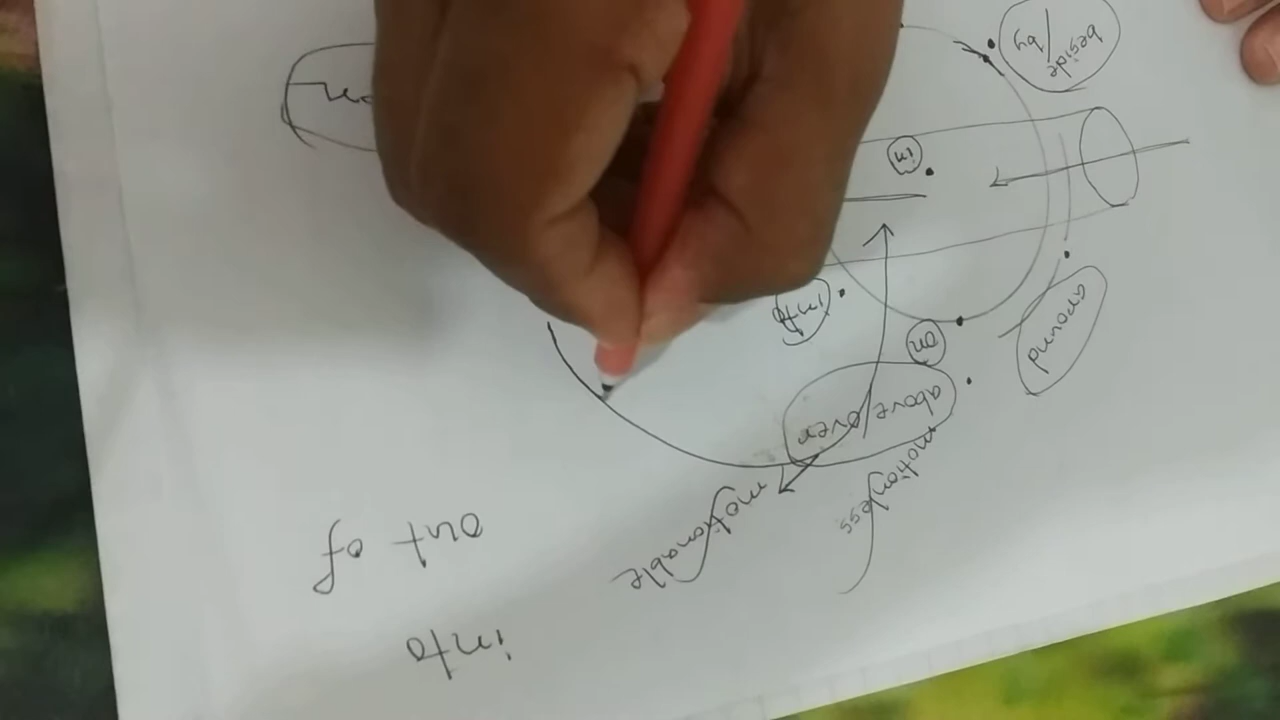 beside
/by
in
around
into
on
above/over
motionless
motionable
out of
into